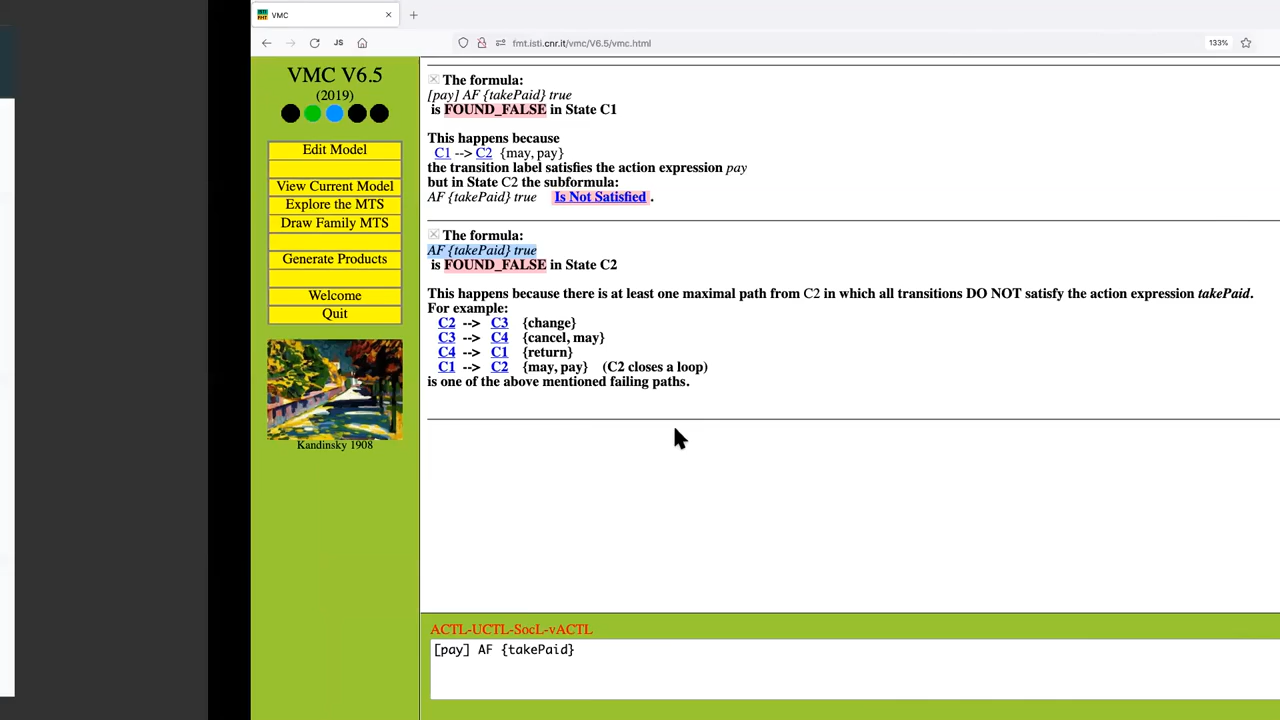 ISTI
FMT
VMC
×
+
JS
fmt.isti.cnr.it/vmc/V6.5/vmc.html
133%
VMC V6.5
(2019)
Edit Model
View Current Model
Explore the MTS
Draw Family MTS
Generate Products
Welcome
Quit
Kandinsky 1908
The formula:
[pay] AF {takePaid} true
is FOUND_FALSE in State C1
This happens because
C1 --> C2 {may, pay}
the transition label satisfies the action expression pay
but in State C2 the subformula:
AF {takePaid} true Is Not Satisfied .
The formula:
AF {takePaid} true
is FOUND_FALSE in State C2
This happens because there is at least one maximal path from C2 in which all transitions DO NOT satisfy the action expression takePaid.
For example:
C2 --> C3 {change}
C3 --> C4 {cancel, may}
C4 --> C1 {return}
C1 --> C2 {may, pay} (C2 closes a loop)
is one of the above mentioned failing paths.
ACTL-UCTL-SocL-vACTL
[pay] AF {takePaid}